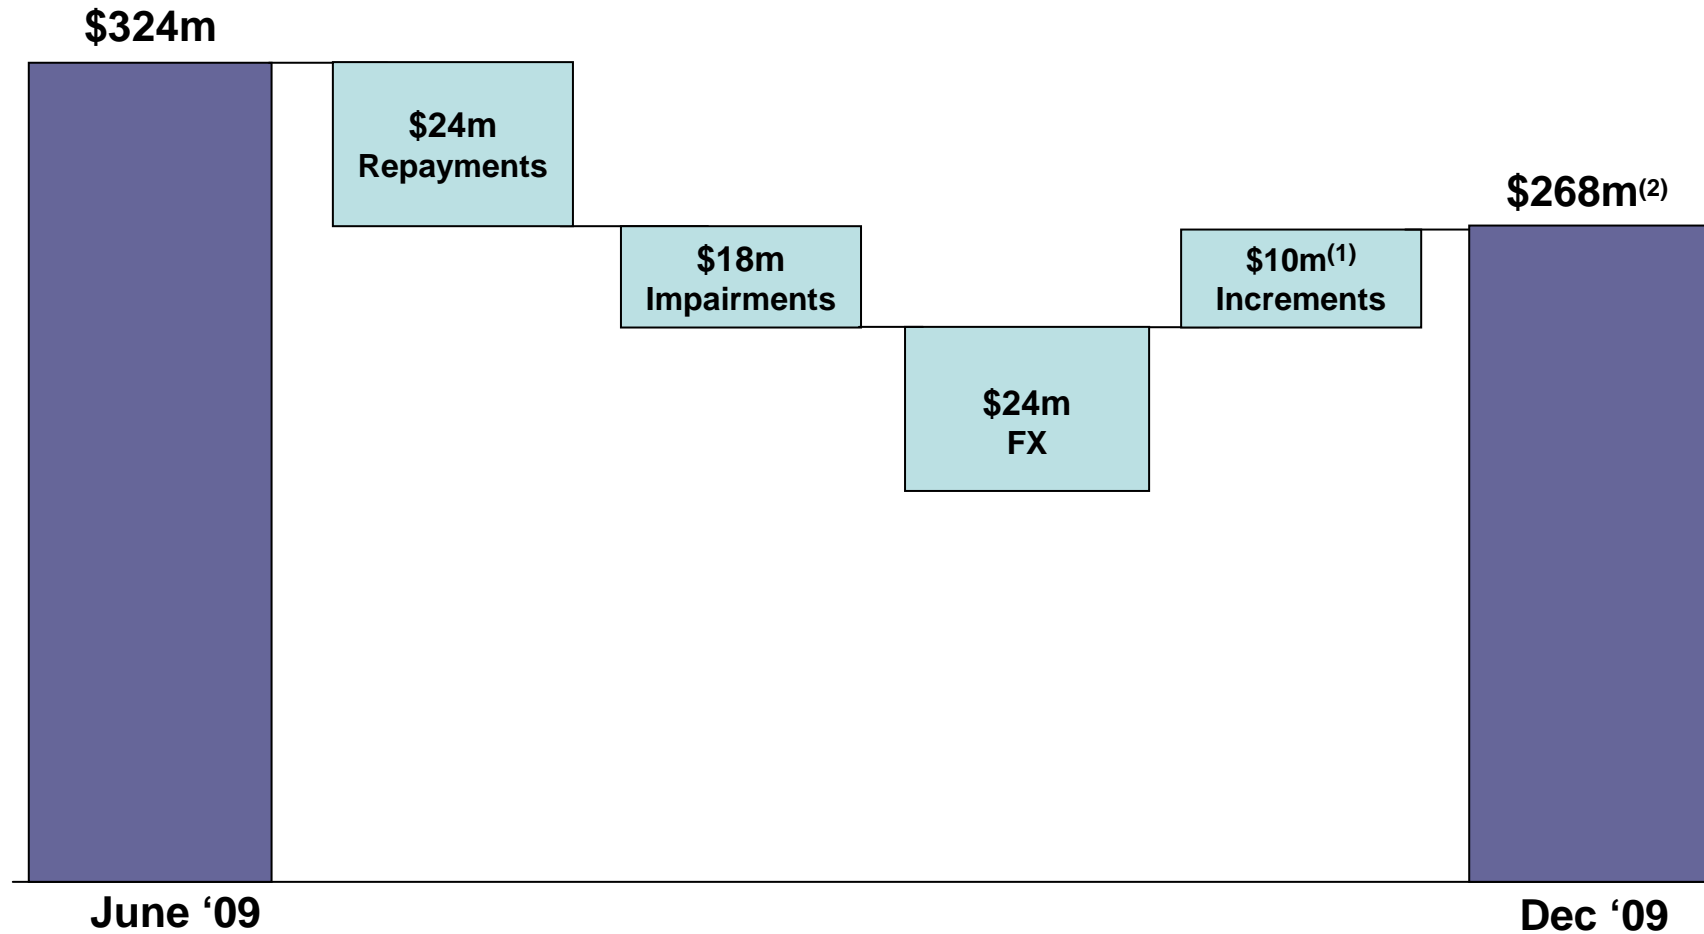 $324m
$24m
Repayments
$268m(2)
$18m
Impairments
$10m(1)
Increments
$24m
FX
June ‘09
Dec ‘09